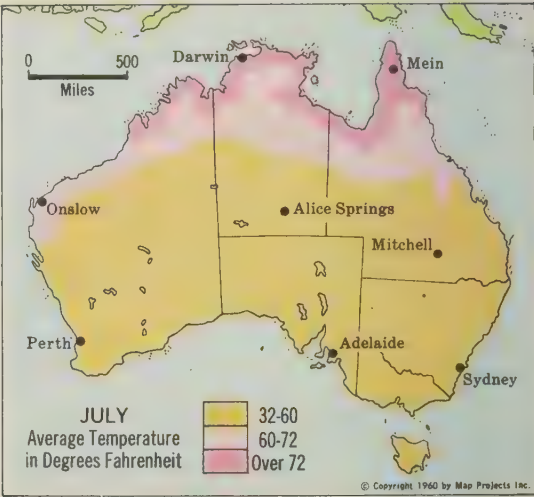 Darwin
Mein
0 500
Miles
Onslow
Alice Springs
Mitchell
Perth
Adelaide
Sydney
JULY
Average Temperature
in Degrees Fahrenheit
32-60
60-72
Over 72
© Copyright 1960 by Map Projects Inc.